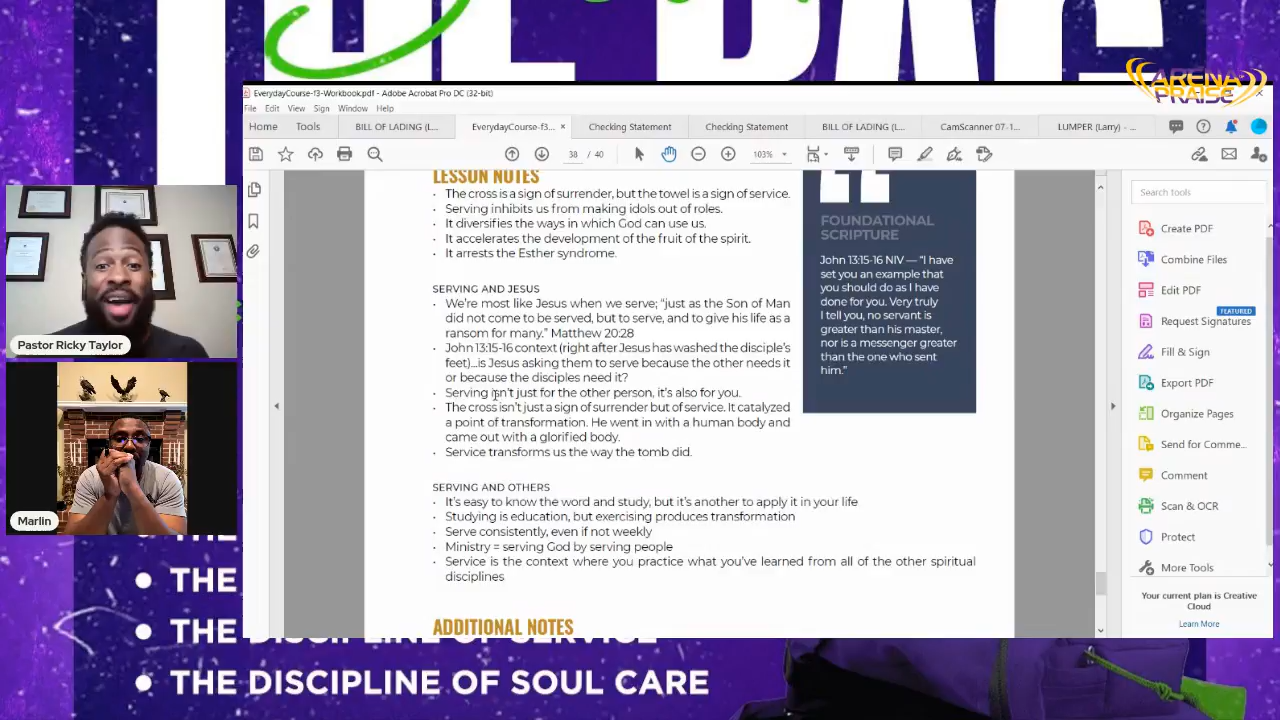 THE BAG
ARENA
PRAISE
EverydayCourse-f3-Workbook.pdf - Adobe Acrobat Pro DC (32-bit)
File Edit View Sign Window Help
Home Tools BILL OF LADING (L... EverydayCourse-f3... × Checking Statement Checking Statement BILL OF LADING (L... CamScanner 07-1... LUMPER (Larry) - ...
38 / 40 103%
LESSON NOTES
· The cross is a sign of surrender, but the towel is a sign of service.
· Serving inhibits us from making idols out of roles.
· It diversifies the ways in which God can use us.
· It accelerates the development of the fruit of the spirit.
· It arrests the Esther syndrome.
SERVING AND JESUS
· We're most like Jesus when we serve; "just as the Son of Man
did not come to be served, but to serve, and to give his life as a
ransom for many." Matthew 20:28
· John 13:15-16 context (right after Jesus has washed the disciple's
feet)...is Jesus asking them to serve because the other needs it
or because the disciples need it?
· Serving isn't just for the other person, it's also for you.
· The cross isn't just a sign of surrender but of service. It catalyzed
a point of transformation. He went in with a human body and
came out with a glorified body.
· Service transforms us the way the tomb did.
SERVING AND OTHERS
· It's easy to know the word and study, but it's another to apply it in your life
· Studying is education, but exercising produces transformation
· Serve consistently, even if not weekly
· Ministry = serving God by serving people
· Service is the context where you practice what you've learned from all of the other spiritual
disciplines
ADDITIONAL NOTES
FOUNDATIONAL
SCRIPTURE
John 13:15-16 NIV — "I have
set you an example that
you should do as I have
done for you. Very truly
I tell you, no servant is
greater than his master,
nor is a messenger greater
than the one who sent
him."
Search tools
Create PDF
Combine Files
Edit PDF
FEATURED
Request Signatures
Fill & Sign
Export PDF
Organize Pages
Send for Comme...
Comment
Scan & OCR
Protect
More Tools
Your current plan is Creative
Cloud
Learn More
Pastor Ricky Taylor
Marlin
• THE
• THE DISCIPLINE OF SERVICE
• THE DISCIPLINE OF SOUL CARE